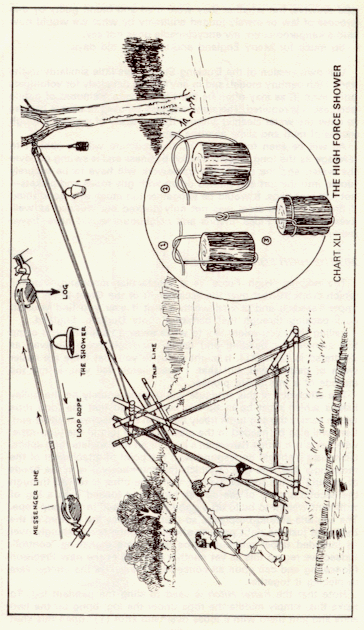 MESSENGER LINE
LOOP ROPE
THE SHOWER
LOG
TRIP LINE
1
2
3
CHART XLI THE HIGH FORCE SHOWER